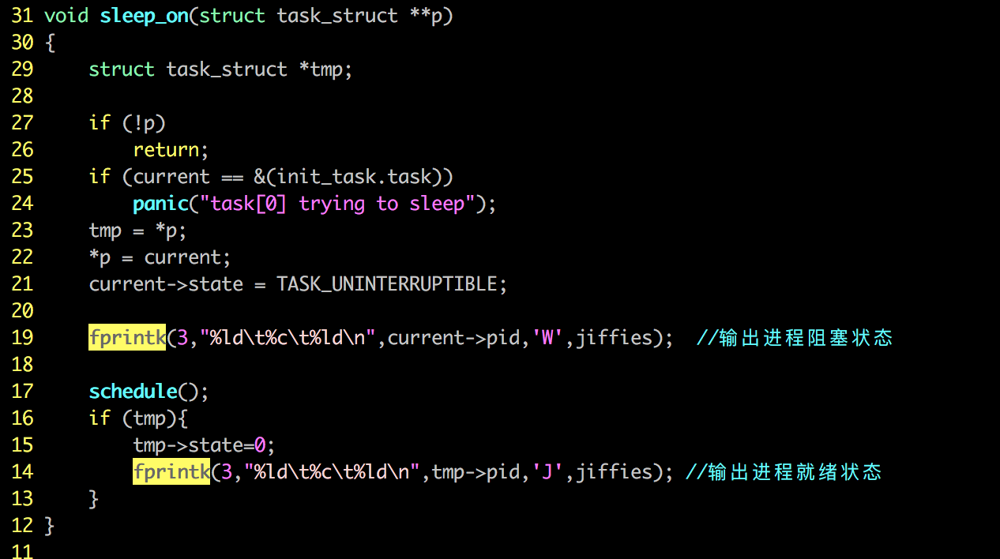 31 void sleep_on(struct task_struct **p)
30 {
29     struct task_struct *tmp;
28
27     if (!p)
26         return;
25     if (current == &(init_task.task))
24         panic("task[0] trying to sleep");
23     tmp = *p;
22     *p = current;
21     current->state = TASK_UNINTERRUPTIBLE;
20
19     fprintk(3,"%ld\t%c\t%ld\n",current->pid,'W',jiffies);  //输出进程阻塞状态
18
17     schedule();
16     if (tmp){
15         tmp->state=0;
14         fprintk(3,"%ld\t%c\t%ld\n",tmp->pid,'J',jiffies); //输出进程就绪状态
13     }
12 }
11